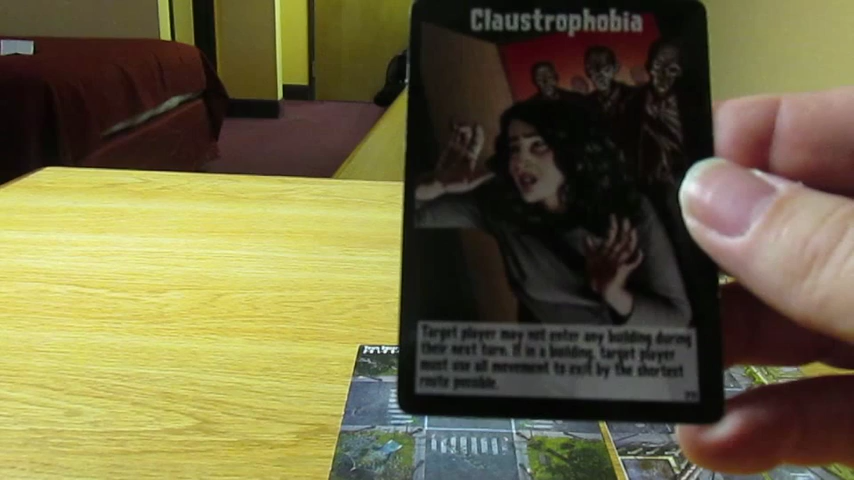 Claustrophobia
Target player may not enter any building during
their next turn. If in a building, target player
must use all movement to exit by the shortest
route possible.